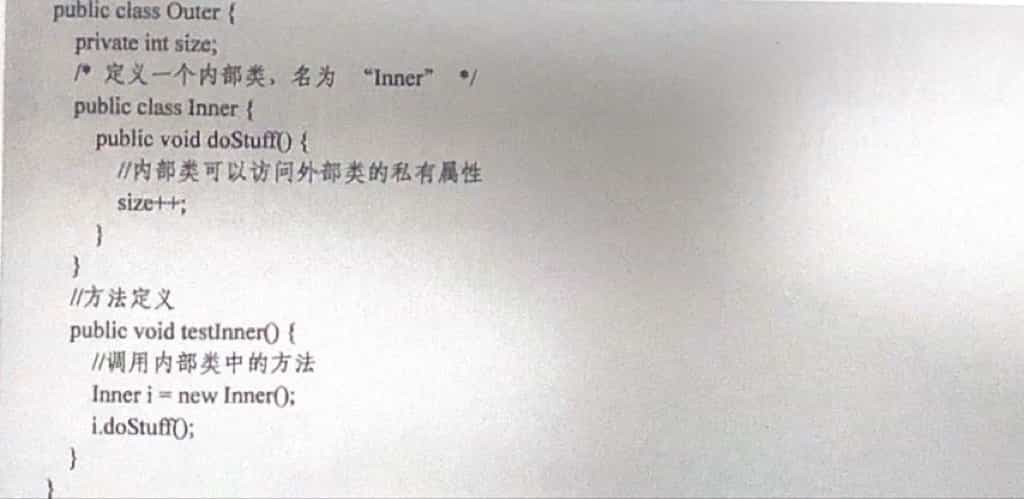 public class Outer {
private int size;
/* 定义一个内部类，名为 “Inner” */
public class Inner {
public void doStuff() {
//内部类可以访问外部类的私有属性
size++;
}
}
//方法定义
public void testInner() {
//调用内部类中的方法
Inner i = new Inner();
i.doStuff();
}
}